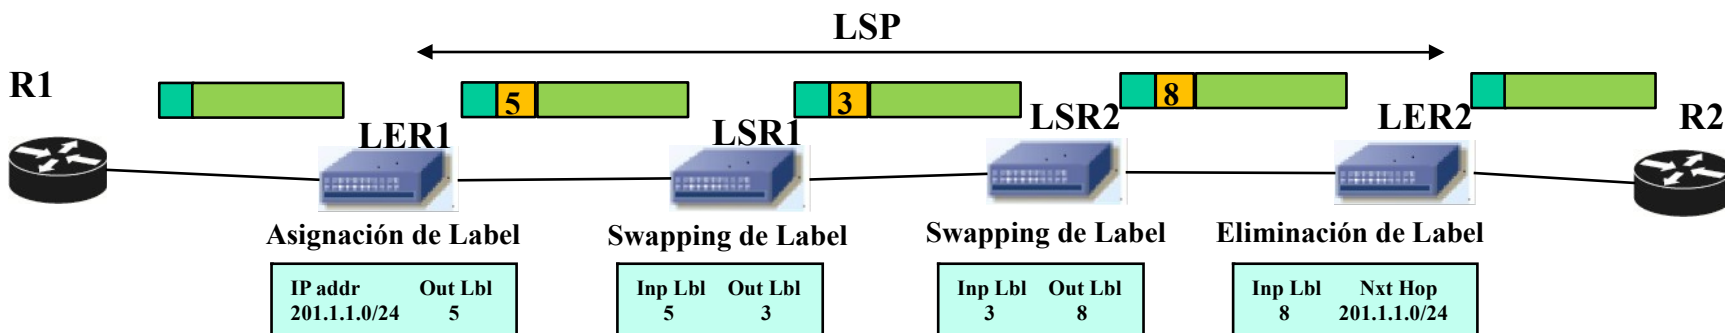 LSP
R1
5
3
8
LER1
LSR1
LSR2
LER2
R2
Asignación de Label
Swapping de Label
Swapping de Label
Eliminación de Label
IP addr Out Lbl
201.1.1.0/24 5
Inp Lbl Out Lbl
5 3
Inp Lbl Out Lbl
3 8
Inp Lbl Nxt Hop
8 201.1.1.0/24